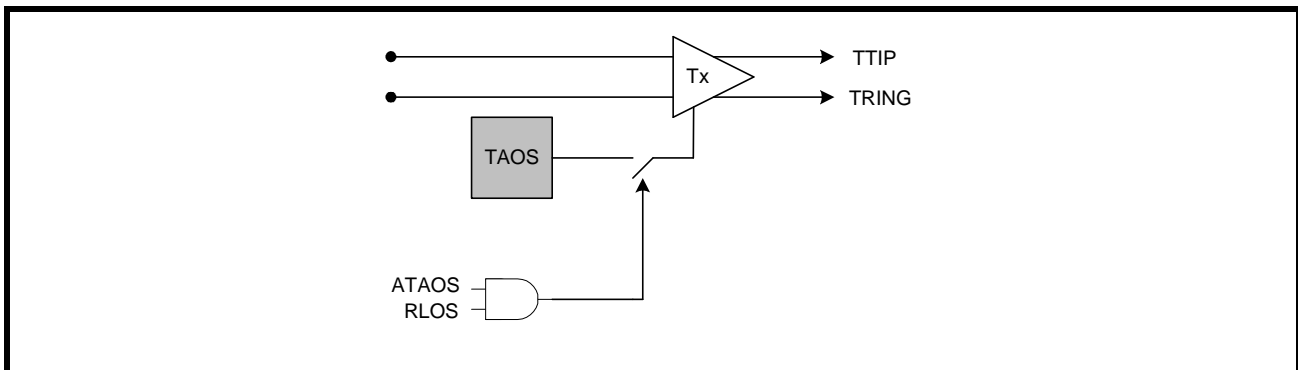 TTIP
Tx
TRING
TAOS
ATAOS
RLOS